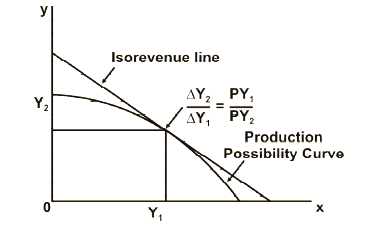 y
Isorevenue line
ΔY2 = PY1
ΔY1 PY2
Y2
Production
Possibility Curve
0
Y1
x